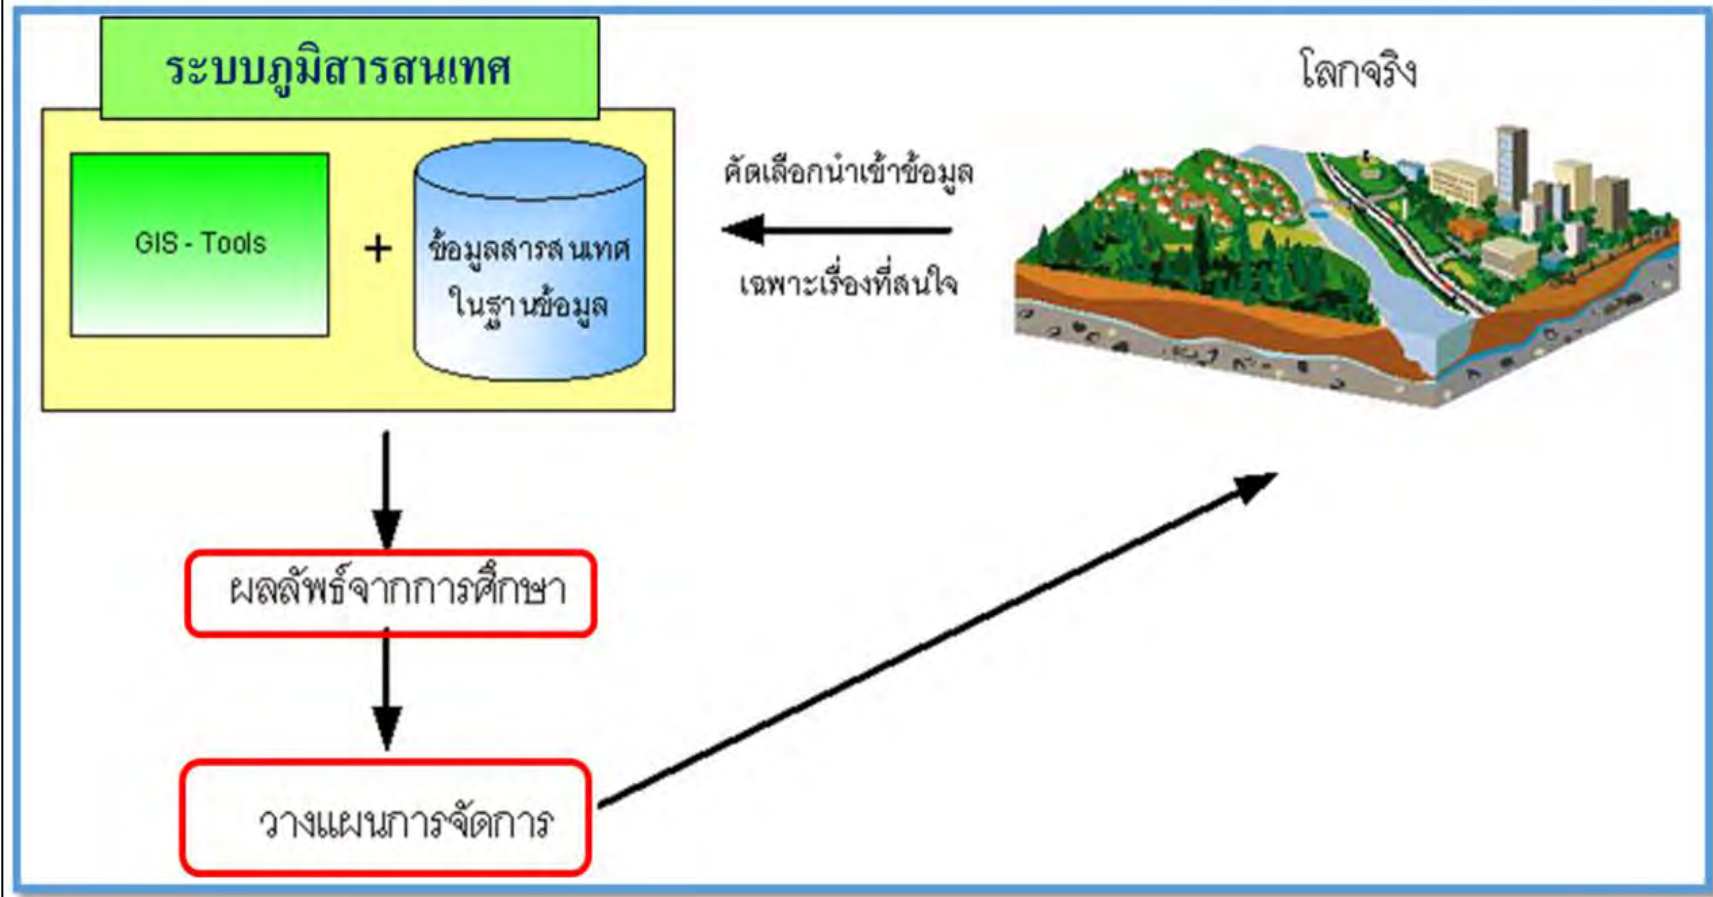 ระบบภูมิสารสนเทศ
โลกจริง
GIS - Tools
+
ข้อมูลสารสนเทศ
ในฐานข้อมูล
คัดเลือกนำเข้าข้อมูล
เฉพาะเรื่องที่สนใจ
ผลลัพธ์จากการศึกษา
วางแผนการจัดการ